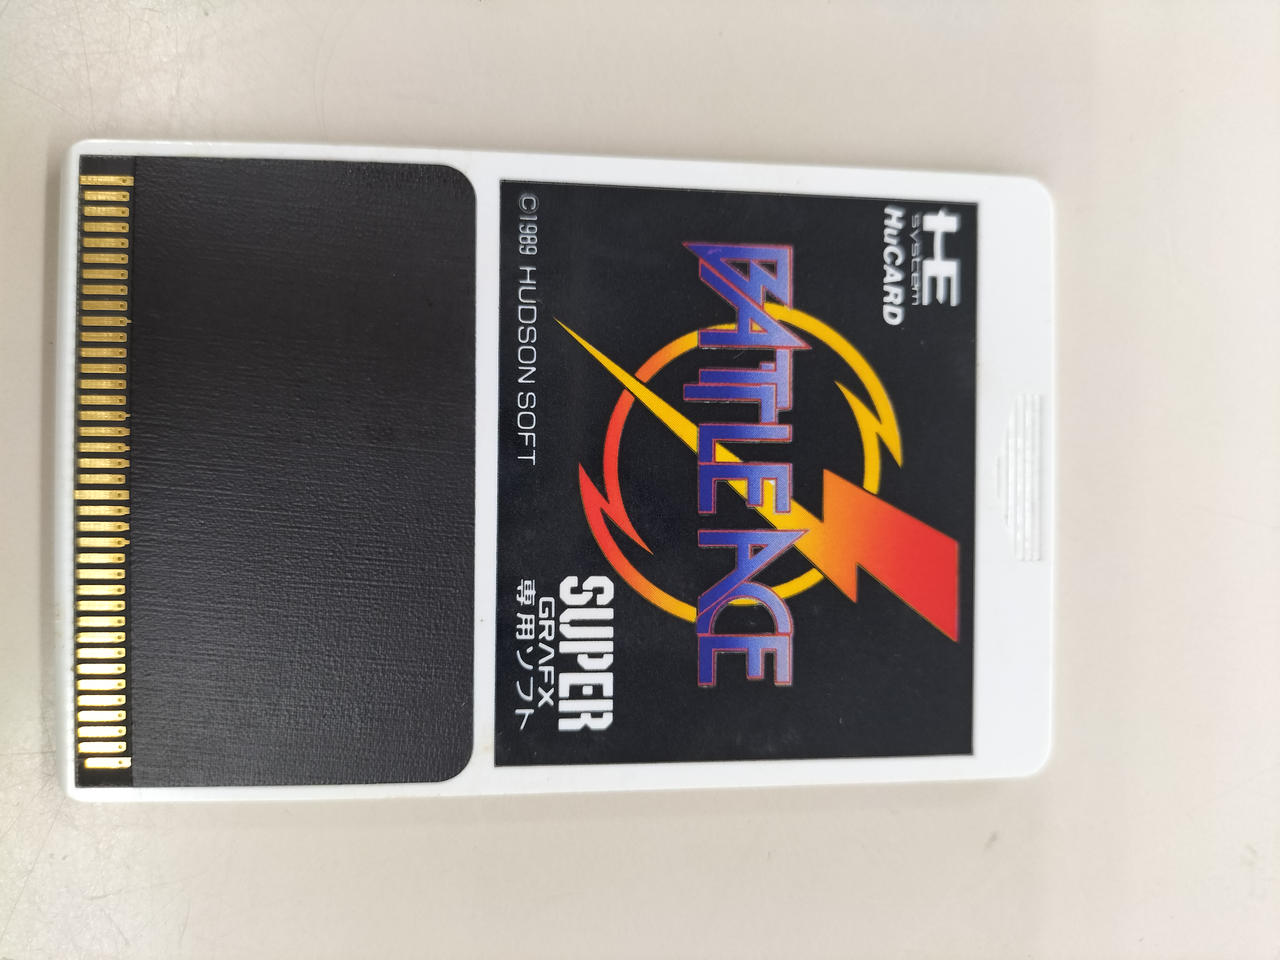 HE
system
HuCARD
BATTLE ACE
SUPER
GRAFX
専用ソフト
©1989 HUDSON SOFT